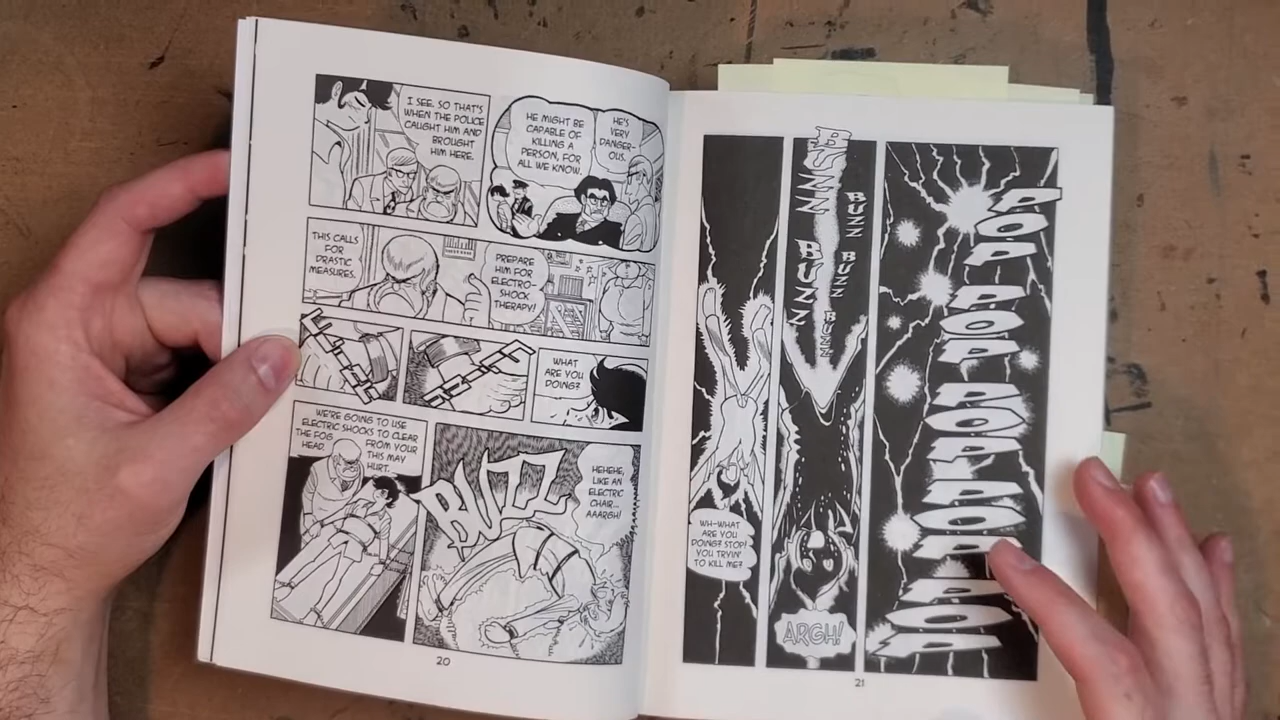 I SEE. SO THAT'S
WHEN THE POLICE
CAUGHT HIM AND
BROUGHT
HIM HERE.
HE MIGHT BE
CAPABLE OF
KILLING A
PERSON, FOR
ALL WE KNOW.
HE'S
VERY
DANGER-
OUS.
THIS CALLS
FOR
DRASTIC
MEASURES.
PREPARE
HIM FOR
ELECTRO-
SHOCK
THERAPY!
WHAT
ARE YOU
DOING?
WE'RE GOING TO USE
ELECTRIC SHOCKS TO CLEAR
THE FOG FROM YOUR
HEAD. THIS MAY
HURT.
BUZZ
HEHEHE,
LIKE AN
ELECTRIC
CHAIR...
AAARGH!
20
WH-WHAT
ARE YOU
DOING? STOP!
YOU TRYIN'
TO KILL ME?
BUZZ
BUZZ
BUZZ
BUZZ
BUZZ
ARGH!
POP
POP
POP
POP
POP
POP
21